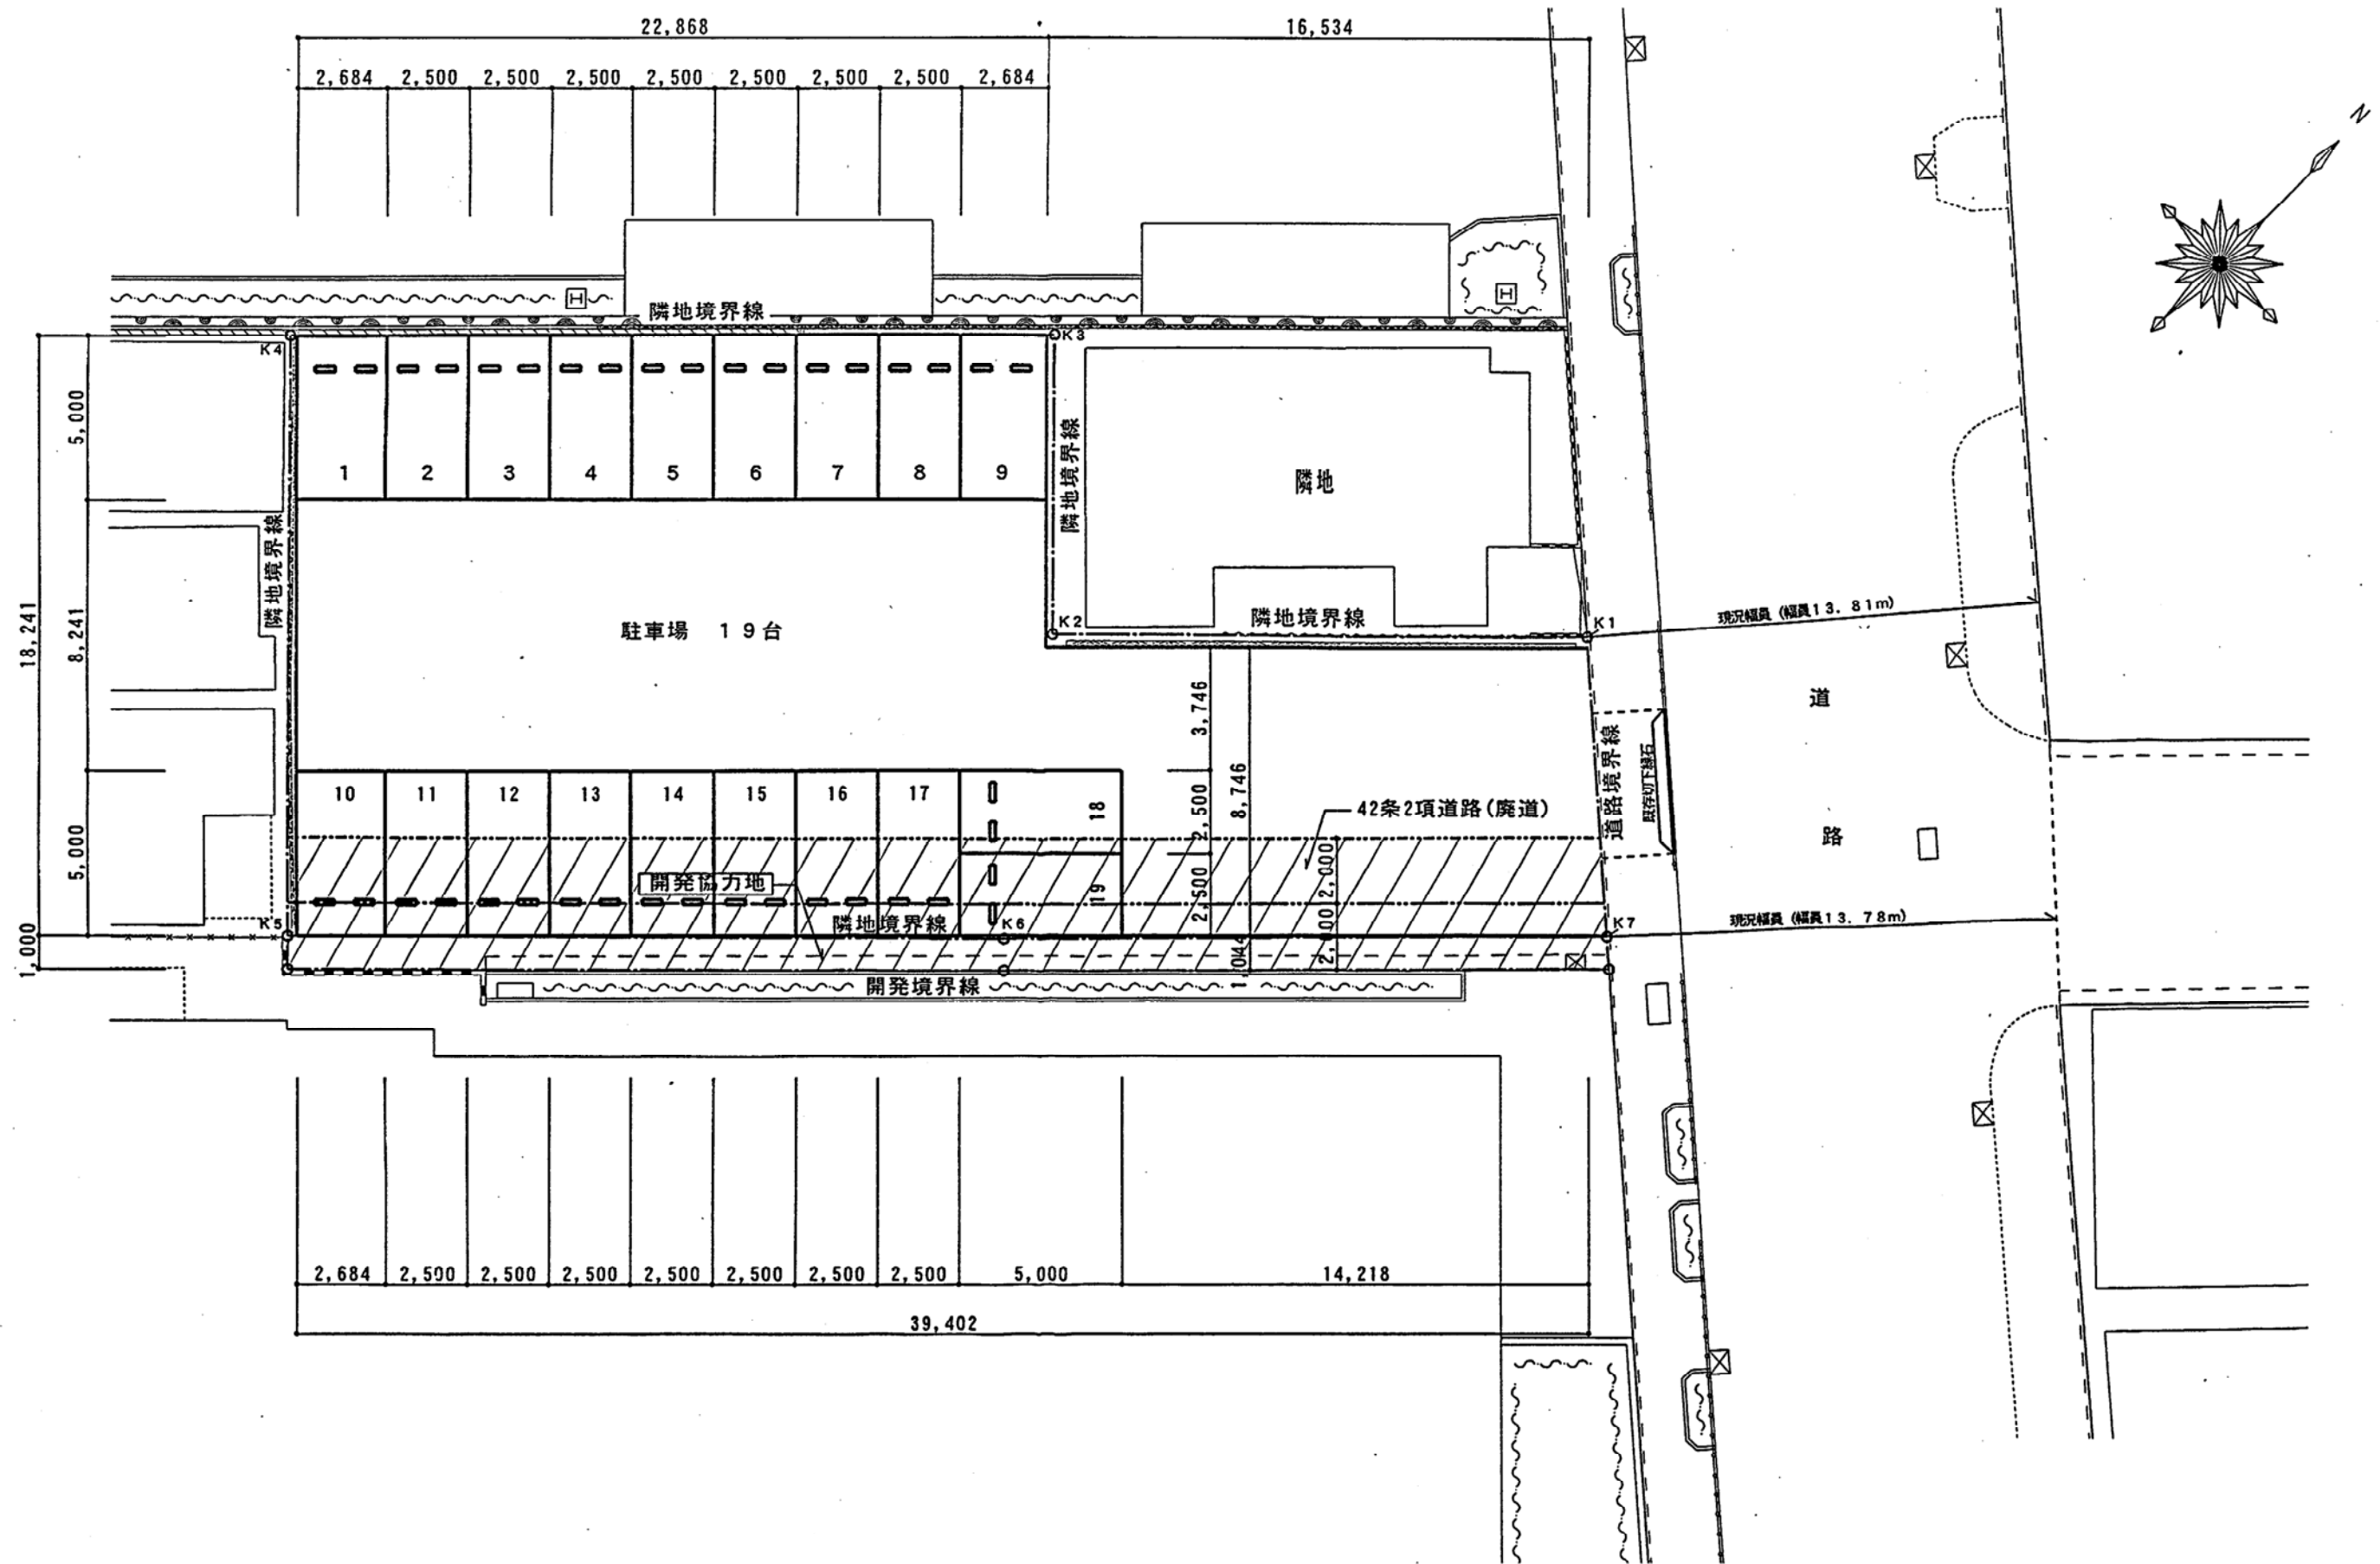 22,868
16,534
2,684 2,500 2,500 2,500 2,500 2,500 2,500 2,500 2,684
N
H
H
隣地境界線
K4
K3
5,000
1 2 3 4 5 6 7 8 9
隣地境界線
隣地
隣地境界線
18,241
8,241
駐車場 19台
K2
隣地境界線
K1
現況幅員 (幅員13.81m)
3,746
道
道路境界線
既存切下縁石
10 11 12 13 14 15 16 17
18
2,500
8,746
42条2項道路(廃道)
路
5,000
開発協力地
19
2,500
2,000
2,000
K5
隣地境界線
K6
K7
現況幅員 (幅員13.78m)
1,000
1,044
開発境界線
2,684 2,500 2,500 2,500 2,500 2,500 2,500 2,500 5,000 14,218
39,402